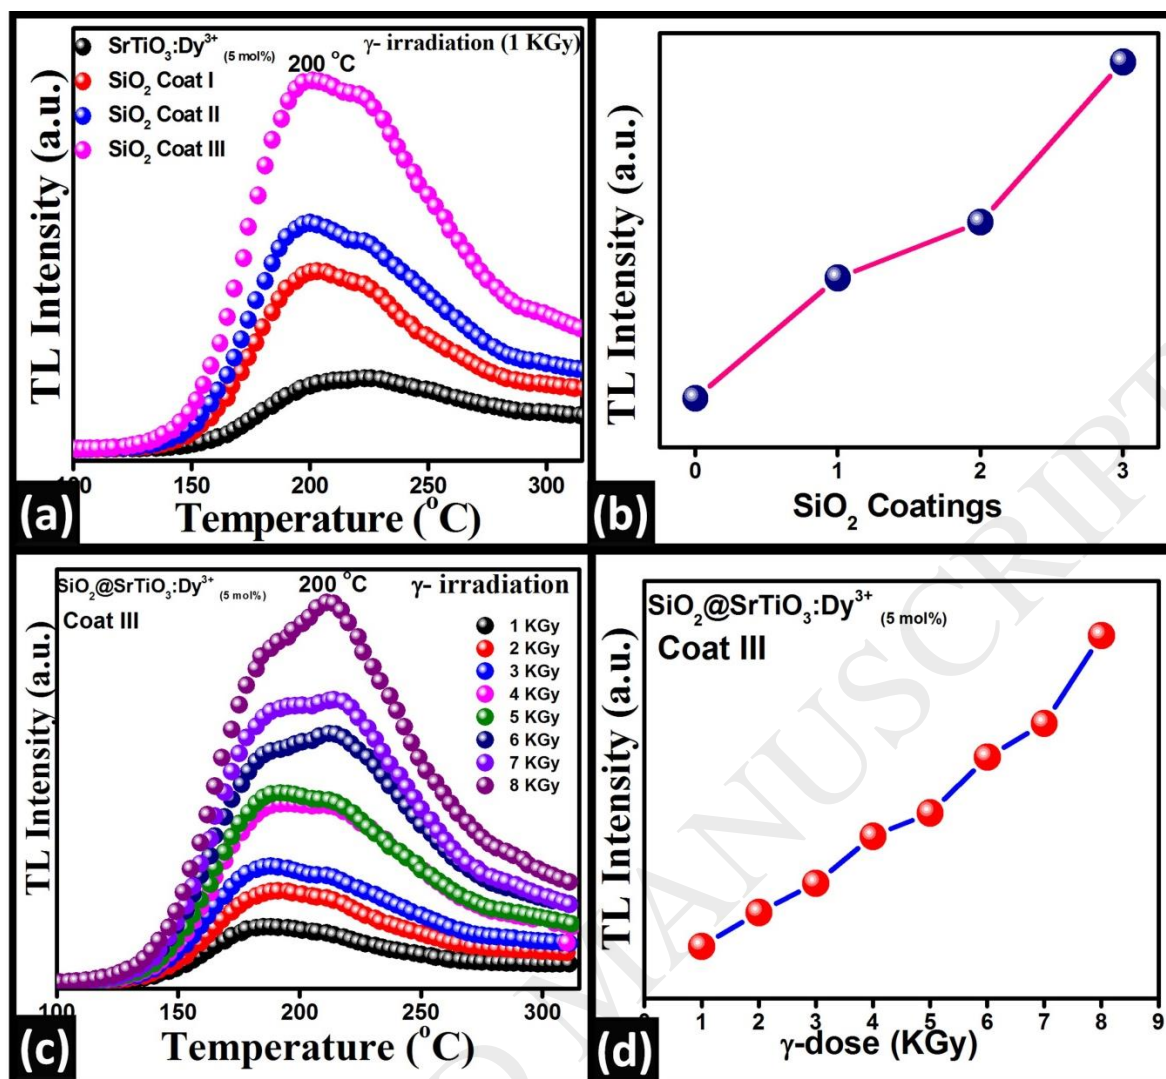 SrTiO₃:Dy³⁺ (5 mol%)
SiO₂ Coat I
SiO₂ Coat II
SiO₂ Coat III
γ- irradiation (1 KGy)
200 °C
TL Intensity (a.u.)
100 150 200 250 300
Temperature (°C)
(a)
TL Intensity (a.u.)
0 1 2 3
SiO₂ Coatings
(b)
SiO₂@SrTiO₃:Dy³⁺ (5 mol%)
Coat III
200 °C
γ- irradiation
1 KGy
2 KGy
3 KGy
4 KGy
5 KGy
6 KGy
7 KGy
8 KGy
TL Intensity (a.u.)
100 150 200 250 300
Temperature (°C)
(c)
SiO₂@SrTiO₃:Dy³⁺ (5 mol%)
Coat III
TL Intensity (a.u.)
0 1 2 3 4 5 6 7 8 9
γ-dose (KGy)
(d)